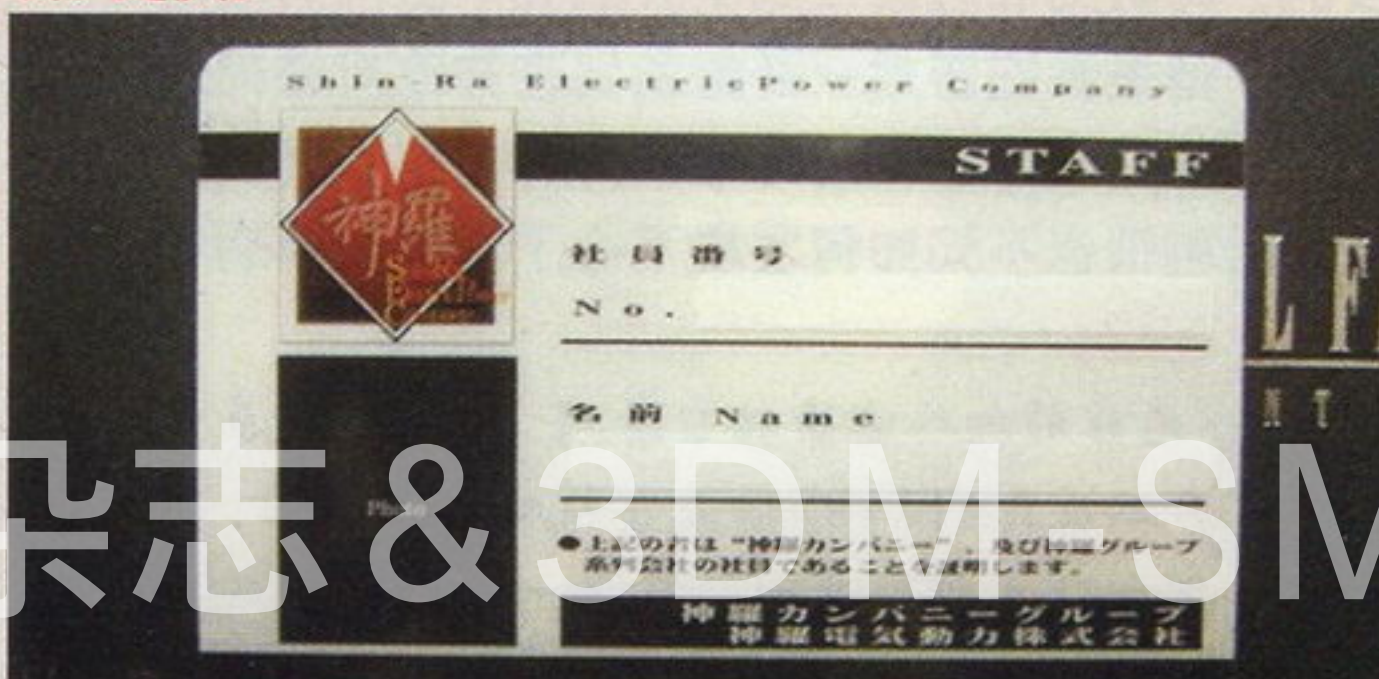 Shin-Ra ElectricPower Company
STAFF
神羅
社員番号
No.
名前 Name
Photo
●上記の者は"神羅カンパニー"、及び神羅グループ
系列会社の社員であることを証明します。
神羅カンパニーグループ
神羅電気動力株式会社
杂志&3DM-SM